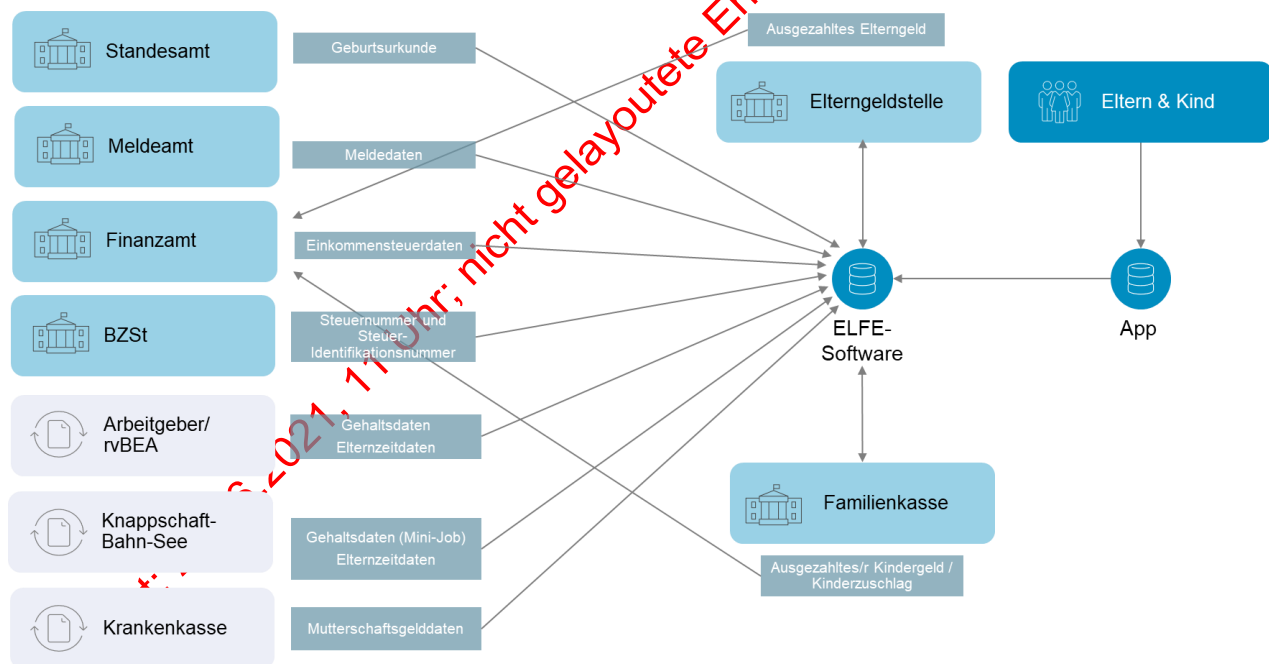 Standesamt
Geburtsurkunde
Ausgezahltes Elterngeld
Elterngeldstelle
Eltern & Kind
Meldeamt
Meldedaten
Finanzamt
Einkommensteuerdaten
BZSt
Steuernummer und
Steuer-
Identifikationsnummer
ELFE-
Software
App
Arbeitgeber/
rvBEA
Gehaltsdaten
Elternzeitdaten
Knappschaft-
Bahn-See
Gehaltsdaten (Mini-Job)
Elternzeitdaten
Familienkasse
Ausgezahltes/r Kindergeld /
Kinderzuschlag
Krankenkasse
Mutterschaftsgelddaten
2021, 11 Uhr; nicht gelayoutete